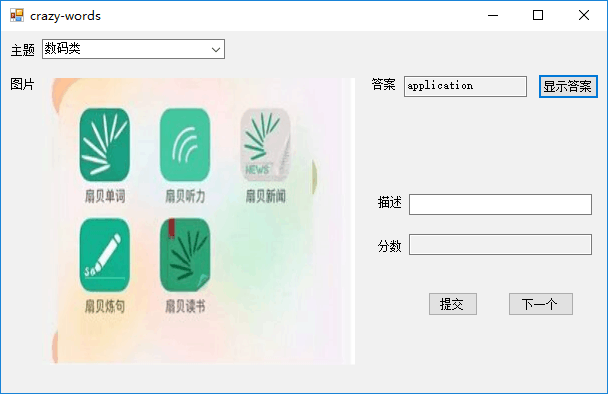 crazy-words
主题 数码类
图片
答案 application 显示答案
扇贝单词 扇贝听力 扇贝新闻
NEWS
描述
分数
扇贝炼句 扇贝读书
提交 下一个